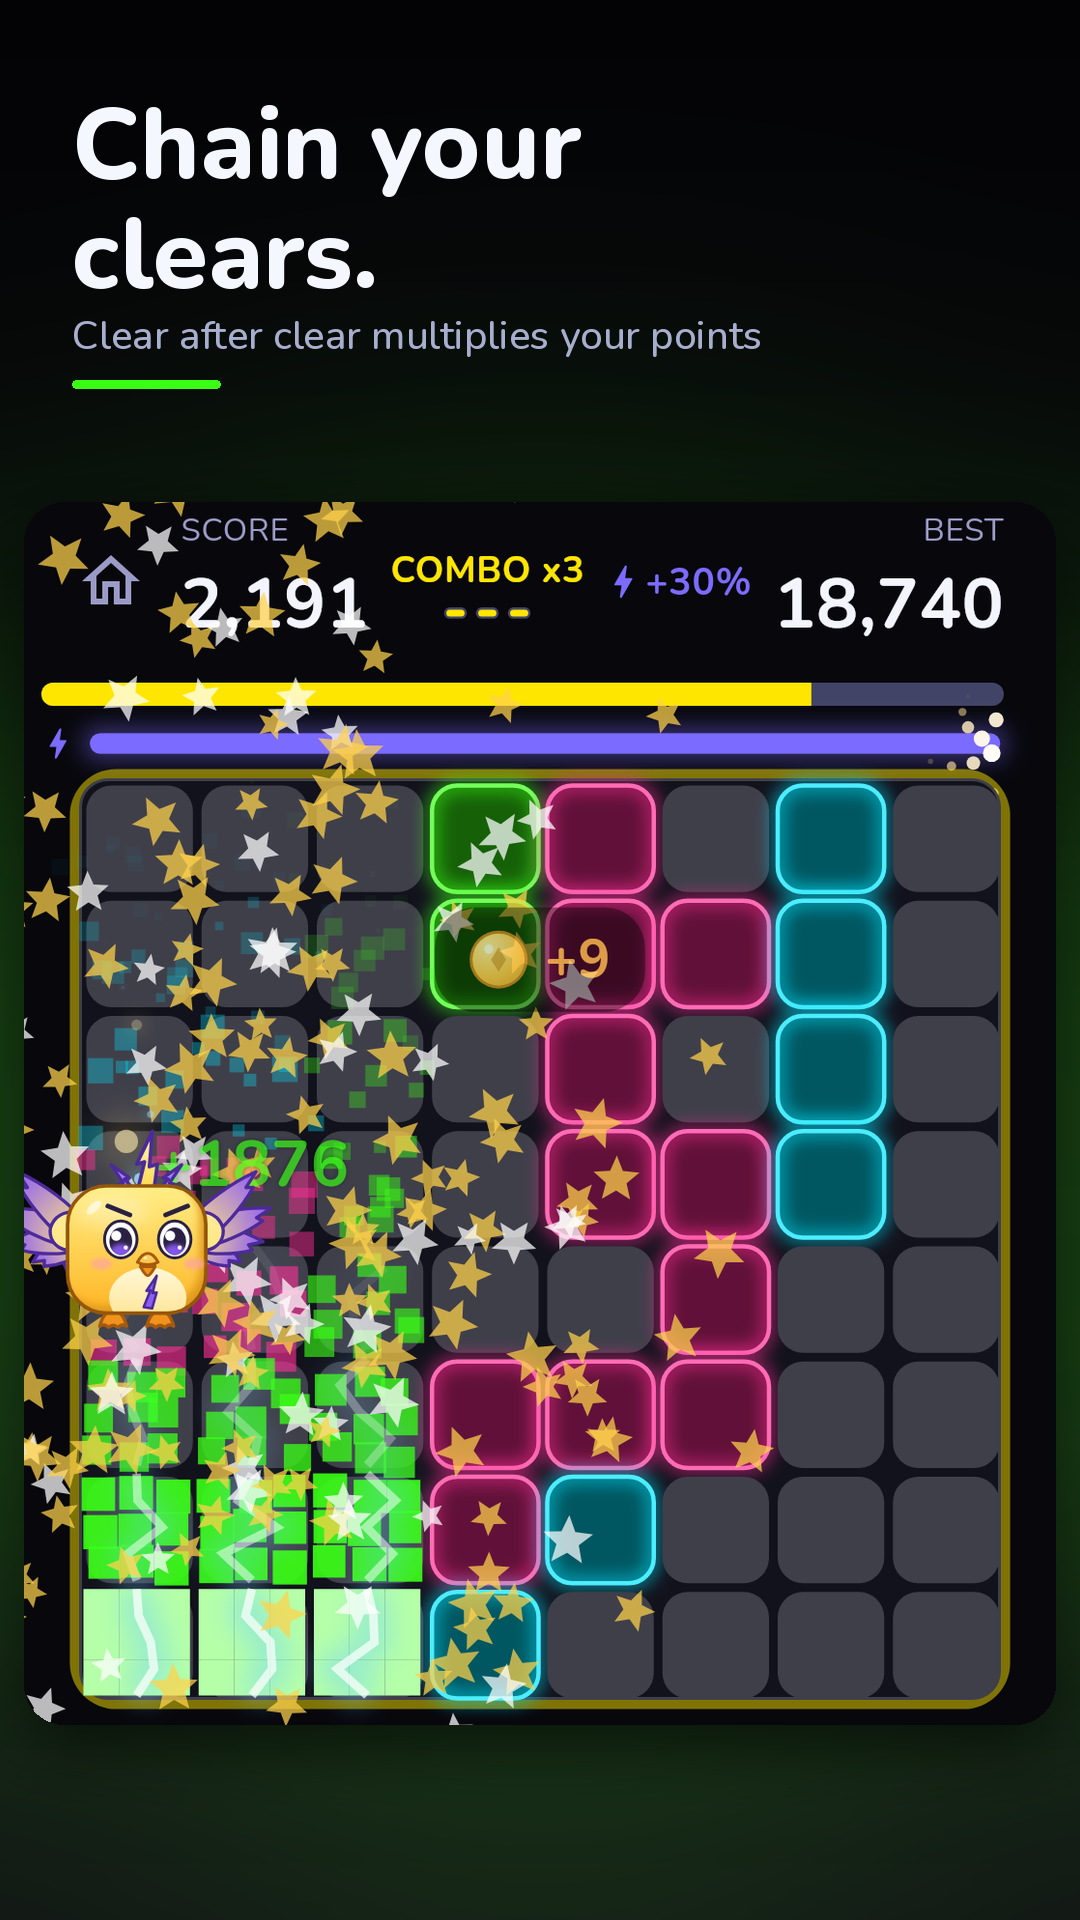 Chain your
clears.
Clear after clear multiplies your points
SCORE
BEST
2,191
COMBO x3
+30%
18,740
+9
+1876